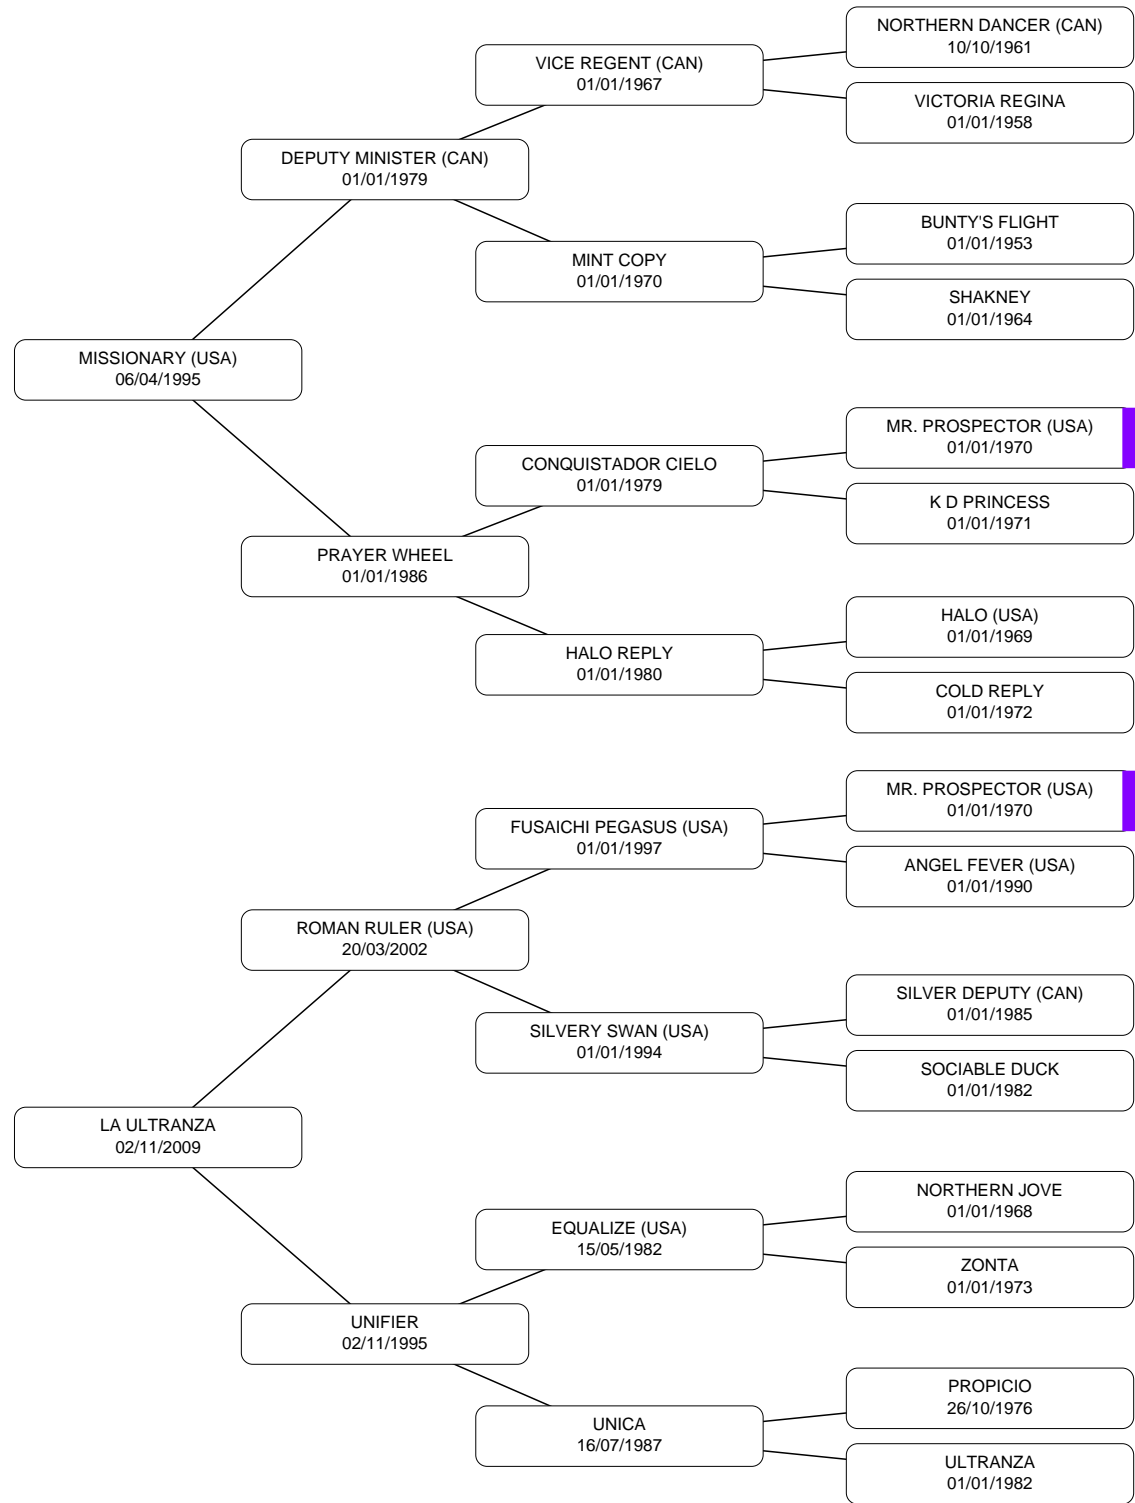 NORTHERN DANCER (CAN)
10/10/1961
VICE REGENT (CAN)
01/01/1967
VICTORIA REGINA
01/01/1958
DEPUTY MINISTER (CAN)
01/01/1979
BUNTY'S FLIGHT
01/01/1953
MINT COPY
01/01/1970
SHAKNEY
01/01/1964
MISSIONARY (USA)
06/04/1995
MR. PROSPECTOR (USA)
01/01/1970
CONQUISTADOR CIELO
01/01/1979
K D PRINCESS
01/01/1971
PRAYER WHEEL
01/01/1986
HALO (USA)
01/01/1969
HALO REPLY
01/01/1980
COLD REPLY
01/01/1972
MR. PROSPECTOR (USA)
01/01/1970
FUSAICHI PEGASUS (USA)
01/01/1997
ANGEL FEVER (USA)
01/01/1990
ROMAN RULER (USA)
20/03/2002
SILVER DEPUTY (CAN)
01/01/1985
SILVERY SWAN (USA)
01/01/1994
SOCIABLE DUCK
01/01/1982
LA ULTRANZA
02/11/2009
NORTHERN JOVE
01/01/1968
EQUALIZE (USA)
15/05/1982
ZONTA
01/01/1973
UNIFIER
02/11/1995
PROPICIO
26/10/1976
UNICA
16/07/1987
ULTRANZA
01/01/1982